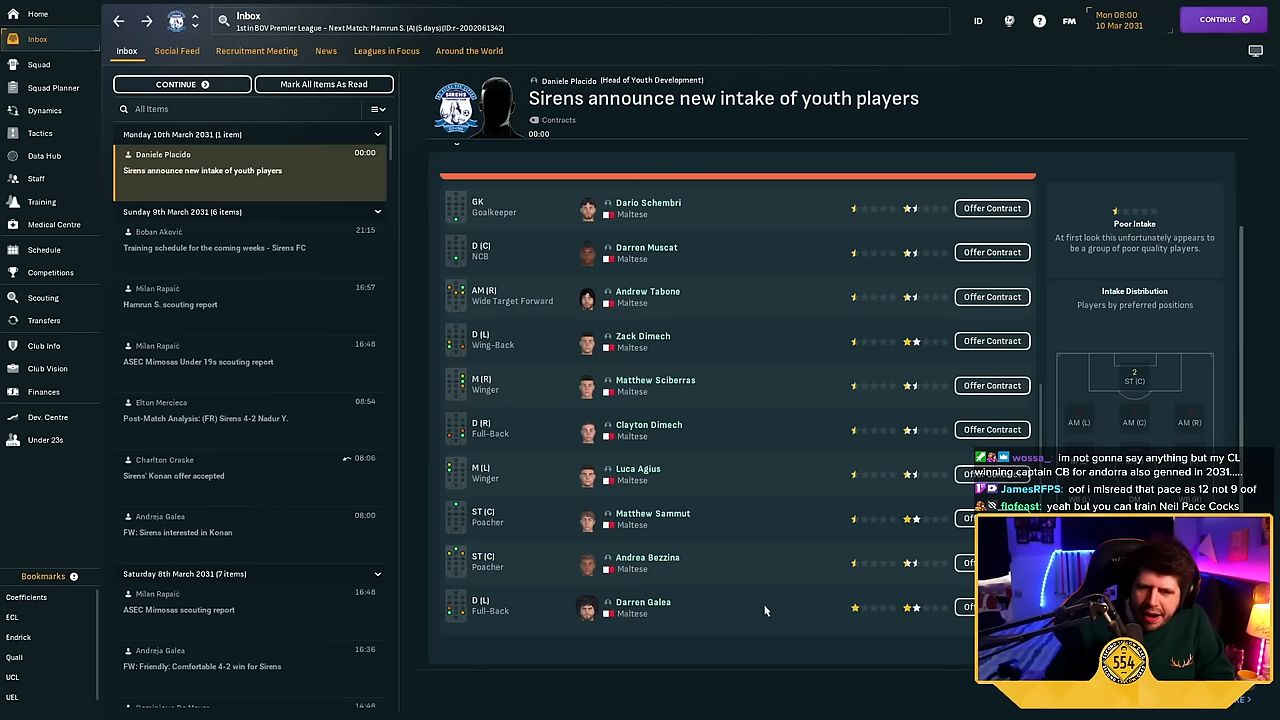 Home
Inbox
Squad
Squad Planner
Dynamics
Tactics
Data Hub
Staff
Training
Medical Centre
Schedule
Competitions
Scouting
Transfers
Club Info
Club Vision
Finances
Dev. Centre
Under 23s
Bookmarks
Coefficients
ECL
Endrick
Quali
UCL
UEL
Inbox
1st in BOV Premier League - Next Match: Hamrun S. (A) (5 days) (ID:r-2002061342)
ID
FM
Mon 08:00
10 Mar 2031
CONTINUE
Inbox
Social Feed
Recruitment Meeting
News
Leagues in Focus
Around the World
CONTINUE
Mark All Items As Read
All Items
Monday 10th March 2031 (1 item)
Daniele Placido
00:00
Sirens announce new intake of youth players
Sunday 9th March 2031 (6 items)
Boban Aković
21:15
Training schedule for the coming weeks - Sirens FC
Milan Rapaić
16:57
Hamrun S. scouting report
Milan Rapaić
16:48
ASEC Mimosas Under 19s scouting report
Elton Mercieca
08:54
Post-Match Analysis: (FR) Sirens 4-2 Nadur Y.
Charlton Craske
08:06
Sirens' Konan offer accepted
Andreja Galea
08:00
FW: Sirens interested in Konan
Saturday 8th March 2031 (7 items)
Milan Rapaić
16:48
ASEC Mimosas scouting report
Andreja Galea
16:36
FW: Friendly: Comfortable 4-2 win for Sirens
SIRENS
Daniele Placido (Head of Youth Development)
Sirens announce new intake of youth players
Contracts
00:00
GK
Goalkeeper
Dario Schembri
Maltese
Offer Contract
D (C)
NCB
Darren Muscat
Maltese
Offer Contract
AM (R)
Wide Target Forward
Andrew Tabone
Maltese
Offer Contract
D (L)
Wing-Back
Zack Dimech
Maltese
Offer Contract
M (R)
Winger
Matthew Sciberras
Maltese
Offer Contract
D (R)
Full-Back
Clayton Dimech
Maltese
Offer Contract
M (L)
Winger
Luca Agius
Maltese
ST (C)
Poacher
Matthew Sammut
Maltese
ST (C)
Poacher
Andrea Bezzina
Maltese
D (L)
Full-Back
Darren Galea
Maltese
Poor Intake
At first look this unfortunately appears to
be a group of poor quality players.
Intake Distribution
Players by preferred positions
2
ST (C)
AM (L)
AM (C)
AM (R)
wossa_: im not gonna say anything but my CL
winning captain CB for andorra also genned in 2031.....
JamesRFPS: oof i mlsread that pace as 12 not 9 oof
flofeast: yeah but you can train Neil Pace Cocks
554